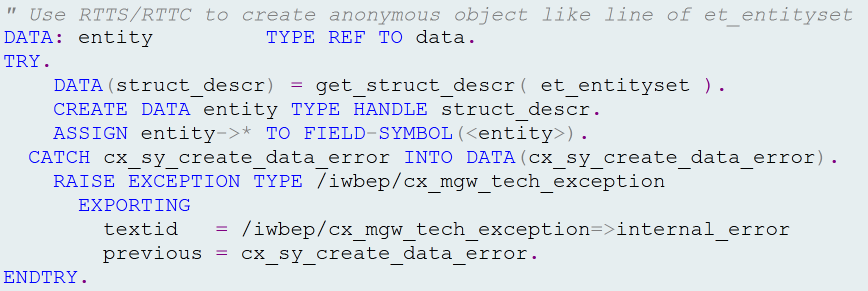 " Use RTTS/RTTC to create anonymous object like line of et_entityset
DATA: entity         TYPE REF TO data.
TRY.
    DATA(struct_descr) = get_struct_descr( et_entityset ).
    CREATE DATA entity TYPE HANDLE struct_descr.
    ASSIGN entity->* TO FIELD-SYMBOL(<entity>).
  CATCH cx_sy_create_data_error INTO DATA(cx_sy_create_data_error).
    RAISE EXCEPTION TYPE /iwbep/cx_mgw_tech_exception
      EXPORTING
        textid   = /iwbep/cx_mgw_tech_exception=>internal_error
        previous = cx_sy_create_data_error.
ENDTRY.